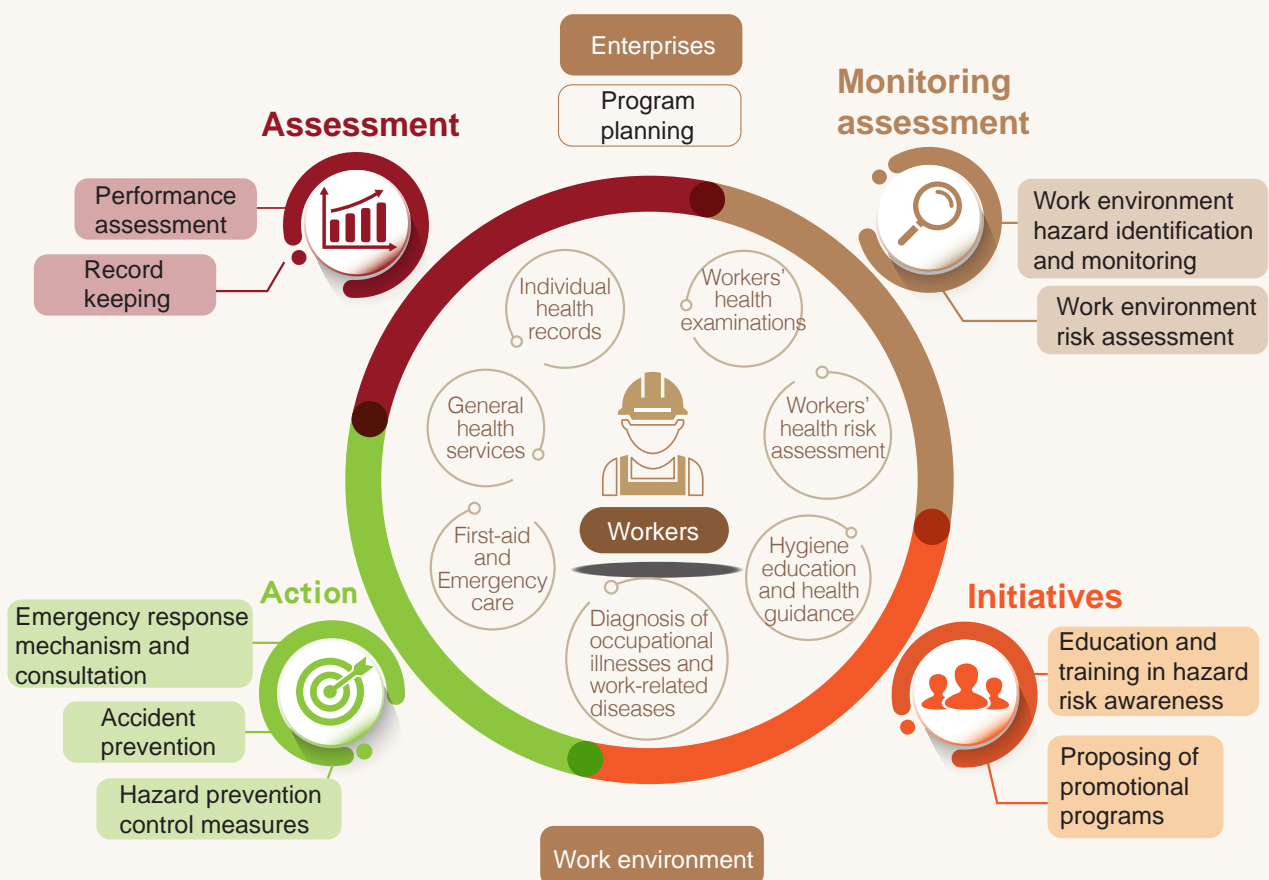 Enterprises
Program
planning
Assessment
Performance
assessment
Record
keeping
Monitoring
assessment
Work environment
hazard identification
and monitoring
Work environment
risk assessment
Individual
health
records
Workers'
health
examinations
General
health
services
Workers'
health risk
assessment
Workers
First-aid
and
Emergency
care
Hygiene
education
and health
guidance
Diagnosis of
occupational
illnesses and
work-related
diseases
Action
Emergency response
mechanism and
consultation
Accident
prevention
Hazard prevention
control measures
Initiatives
Education and
training in hazard
risk awareness
Proposing of
promotional
programs
Work environment